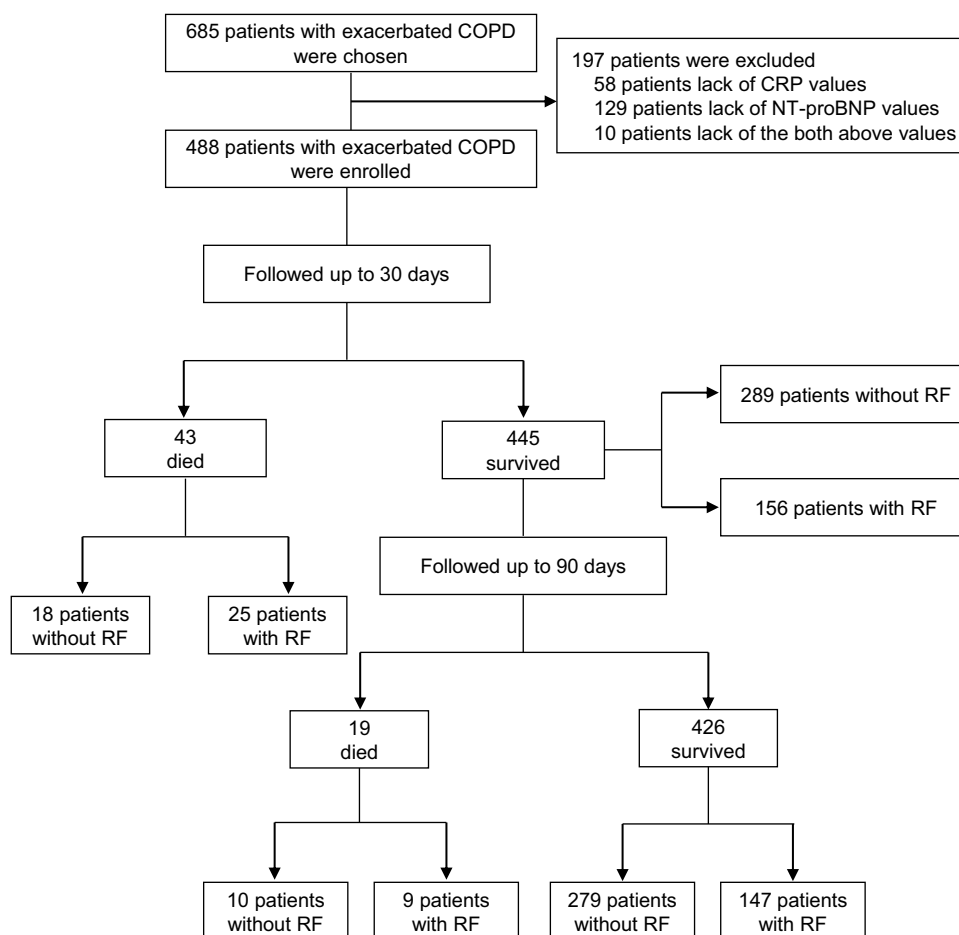 685 patients with exacerbated COPD
were chosen
197 patients were excluded
58 patients lack of CRP values
129 patients lack of NT-proBNP values
10 patients lack of the both above values
488 patients with exacerbated COPD
were enrolled
Followed up to 30 days
289 patients without RF
43
died
445
survived
156 patients with RF
Followed up to 90 days
18 patients
without RF
25 patients
with RF
19
died
426
survived
10 patients
without RF
9 patients
with RF
279 patients
without RF
147 patients
with RF